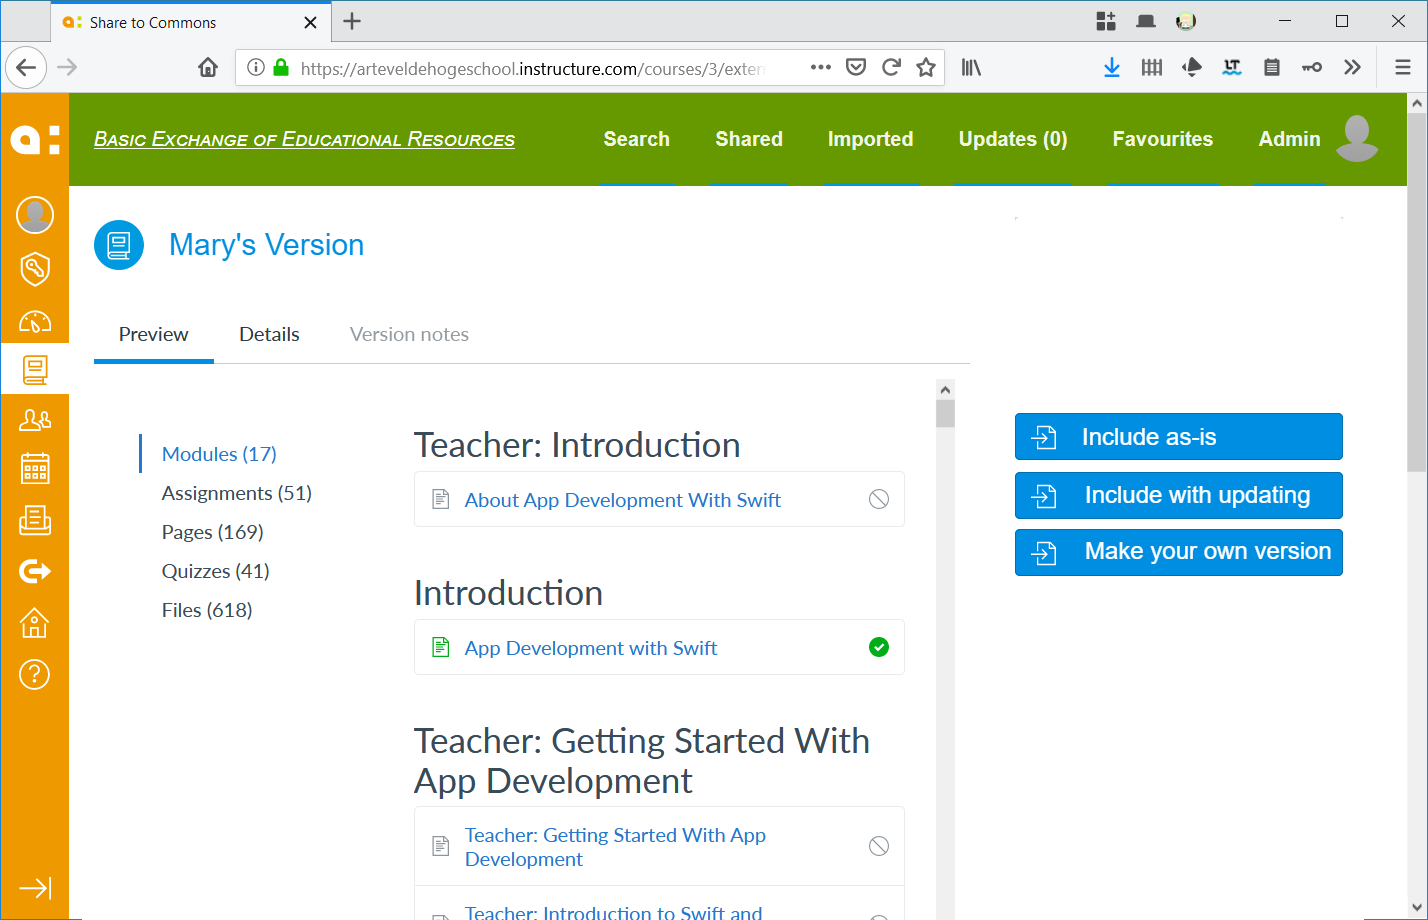 Share to Commons
https://arteveldehogeschool.instructure.com/courses/3/exter
LT
a:
BASIC EXCHANGE OF EDUCATIONAL RESOURCES
Search
Shared
Imported
Updates (0)
Favourites
Admin
Mary's Version
Preview
Details
Version notes
Modules (17)
Assignments (51)
Pages (169)
Quizzes (41)
Files (618)
Teacher: Introduction
About App Development With Swift
Introduction
App Development with Swift
Teacher: Getting Started With
App Development
Teacher: Getting Started With App
Development
Teacher: Introduction to Swift and
Include as-is
Include with updating
Make your own version